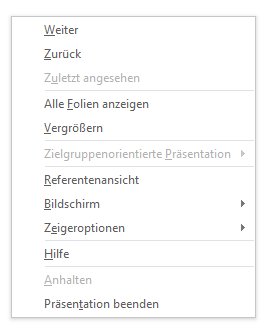 Weiter
Zurück
Zuletzt angesehen
Alle Folien anzeigen
Vergrößern
Zielgruppenorientierte Präsentation
Referentenansicht
Bildschirm
Zeigeroptionen
Hilfe
Anhalten
Präsentation beenden